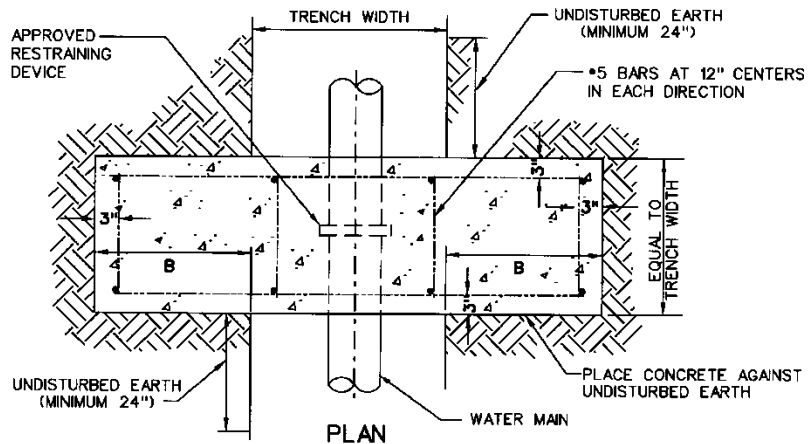 TRENCH WIDTH
UNDISTURBED EARTH
(MINIMUM 24")
APPROVED
RESTRAINING
DEVICE
•5 BARS AT 12" CENTERS
IN EACH DIRECTION
3"
3"
3"
B
B
3"
EQUAL TO
TRENCH WIDTH
UNDISTURBED EARTH
(MINIMUM 24")
PLACE CONCRETE AGAINST
UNDISTURBED EARTH
WATER MAIN
PLAN